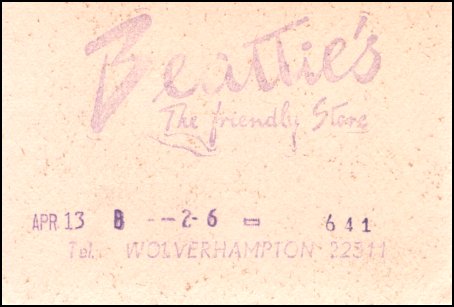 Beattie's
The friendly Store
APR 13 B --2-6 = 641
Tel. WOLVERHAMPTON 22311